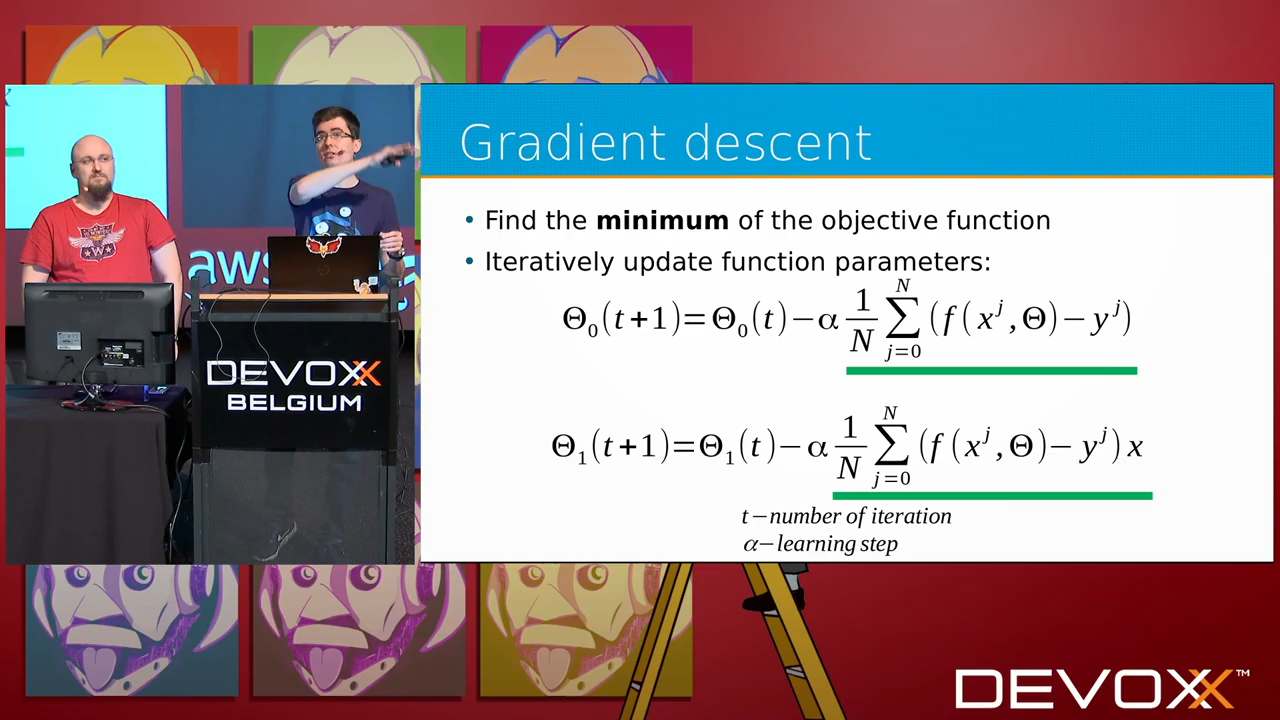 aws
DEVOXX
BELGIUM
Gradient descent
• Find the minimum of the objective function
• Iteratively update function parameters:
Θ₀(t+1)=Θ₀(t)−α 1/N ∑_{j=0}^{N} (f(x^j,Θ)−y^j)
Θ₁(t+1)=Θ₁(t)−α 1/N ∑_{j=0}^{N} (f(x^j,Θ)−y^j)x
t−number of iteration
α−learning step
DEVOXX™